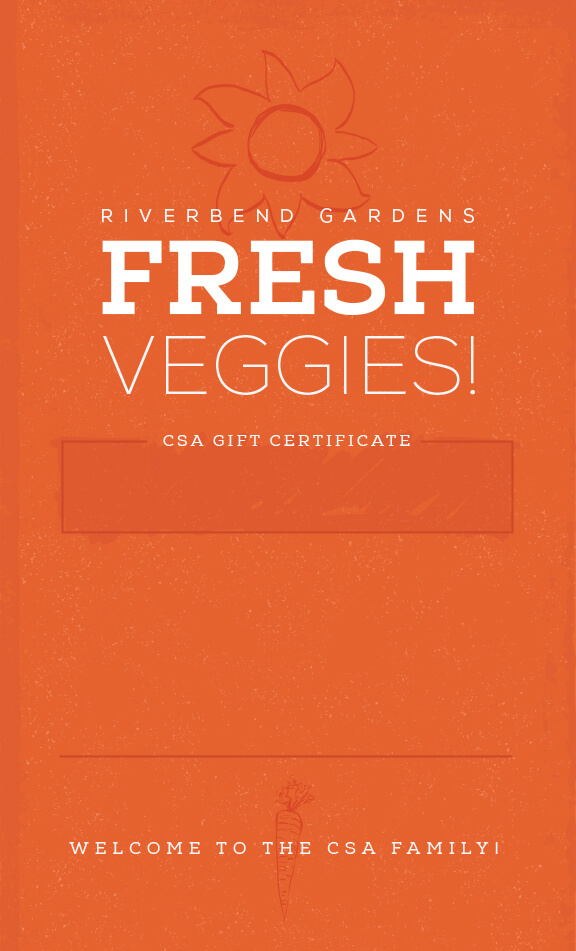 RIVERBEND GARDENS
FRESH
VEGGIES!
CSA GIFT CERTIFICATE
WELCOME TO THE CSA FAMILY!